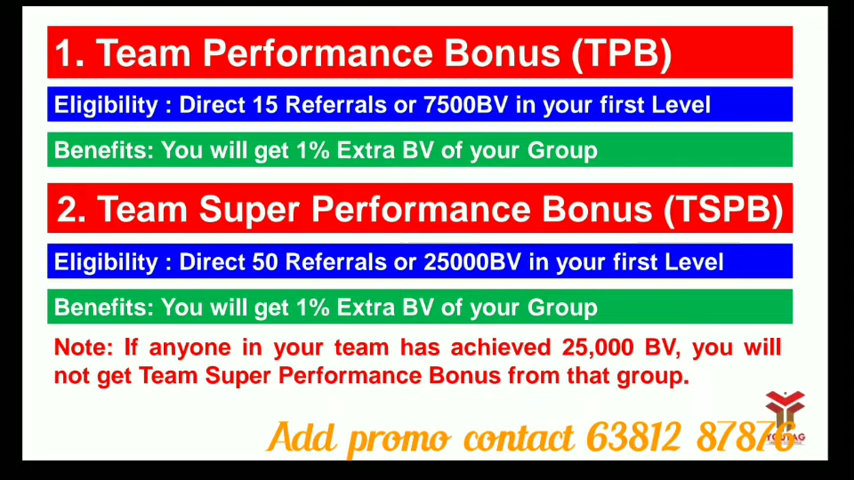 1. Team Performance Bonus (TPB)
Eligibility : Direct 15 Referrals or 7500BV in your first Level
Benefits: You will get 1% Extra BV of your Group
2. Team Super Performance Bonus (TSPB)
Eligibility : Direct 50 Referrals or 25000BV in your first Level
Benefits: You will get 1% Extra BV of your Group
Note: If anyone in your team has achieved 25,000 BV, you will
not get Team Super Performance Bonus from that group.
Add promo contact 63812 87876